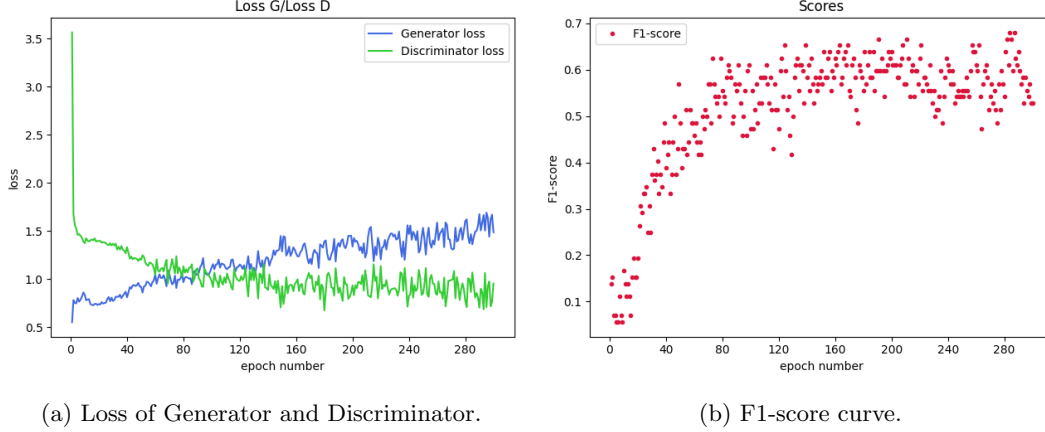 Loss G/Loss D
Generator loss
Discriminator loss
3.5
3.0
2.5
2.0
1.5
1.0
0.5
loss
0 40 80 120 160 200 240 280
epoch number
(a) Loss of Generator and Discriminator.
Scores
F1-score
0.7
0.6
0.5
0.4
0.3
0.2
0.1
F1-score
0 40 80 120 160 200 240 280
epoch number
(b) F1-score curve.